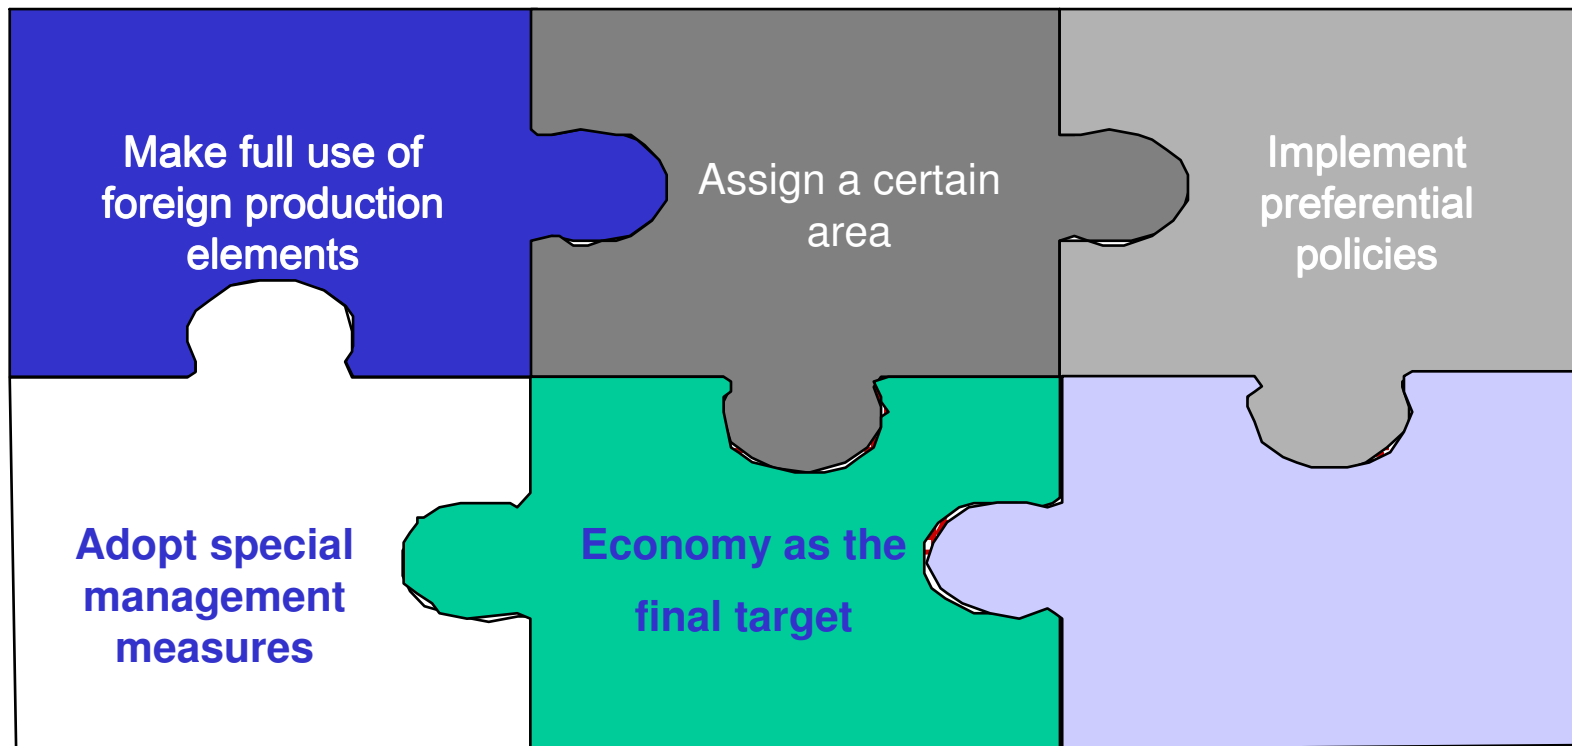 Make full use of
foreign production
elements
Assign a certain
area
Implement
preferential
policies
Adopt special
management
measures
Economy as the
final target